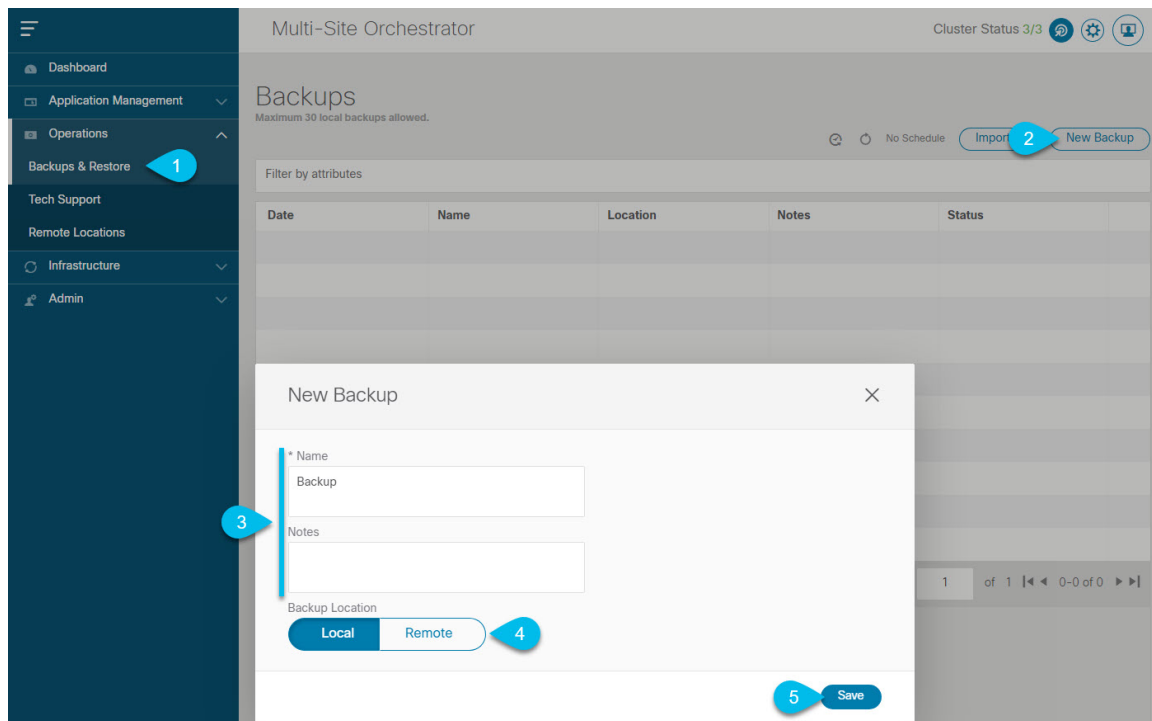 Multi-Site Orchestrator
Cluster Status 3/3
Dashboard
Application Management
Operations
Backups & Restore
1
Tech Support
Remote Locations
Infrastructure
Admin
Backups
Maximum 30 local backups allowed.
No Schedule
2
New Backup
Filter by attributes
Date Name Location Notes Status
New Backup
* Name
Backup
3
Notes
Backup Location
Local Remote
4
1 of 1 0-0 of 0
5
Save